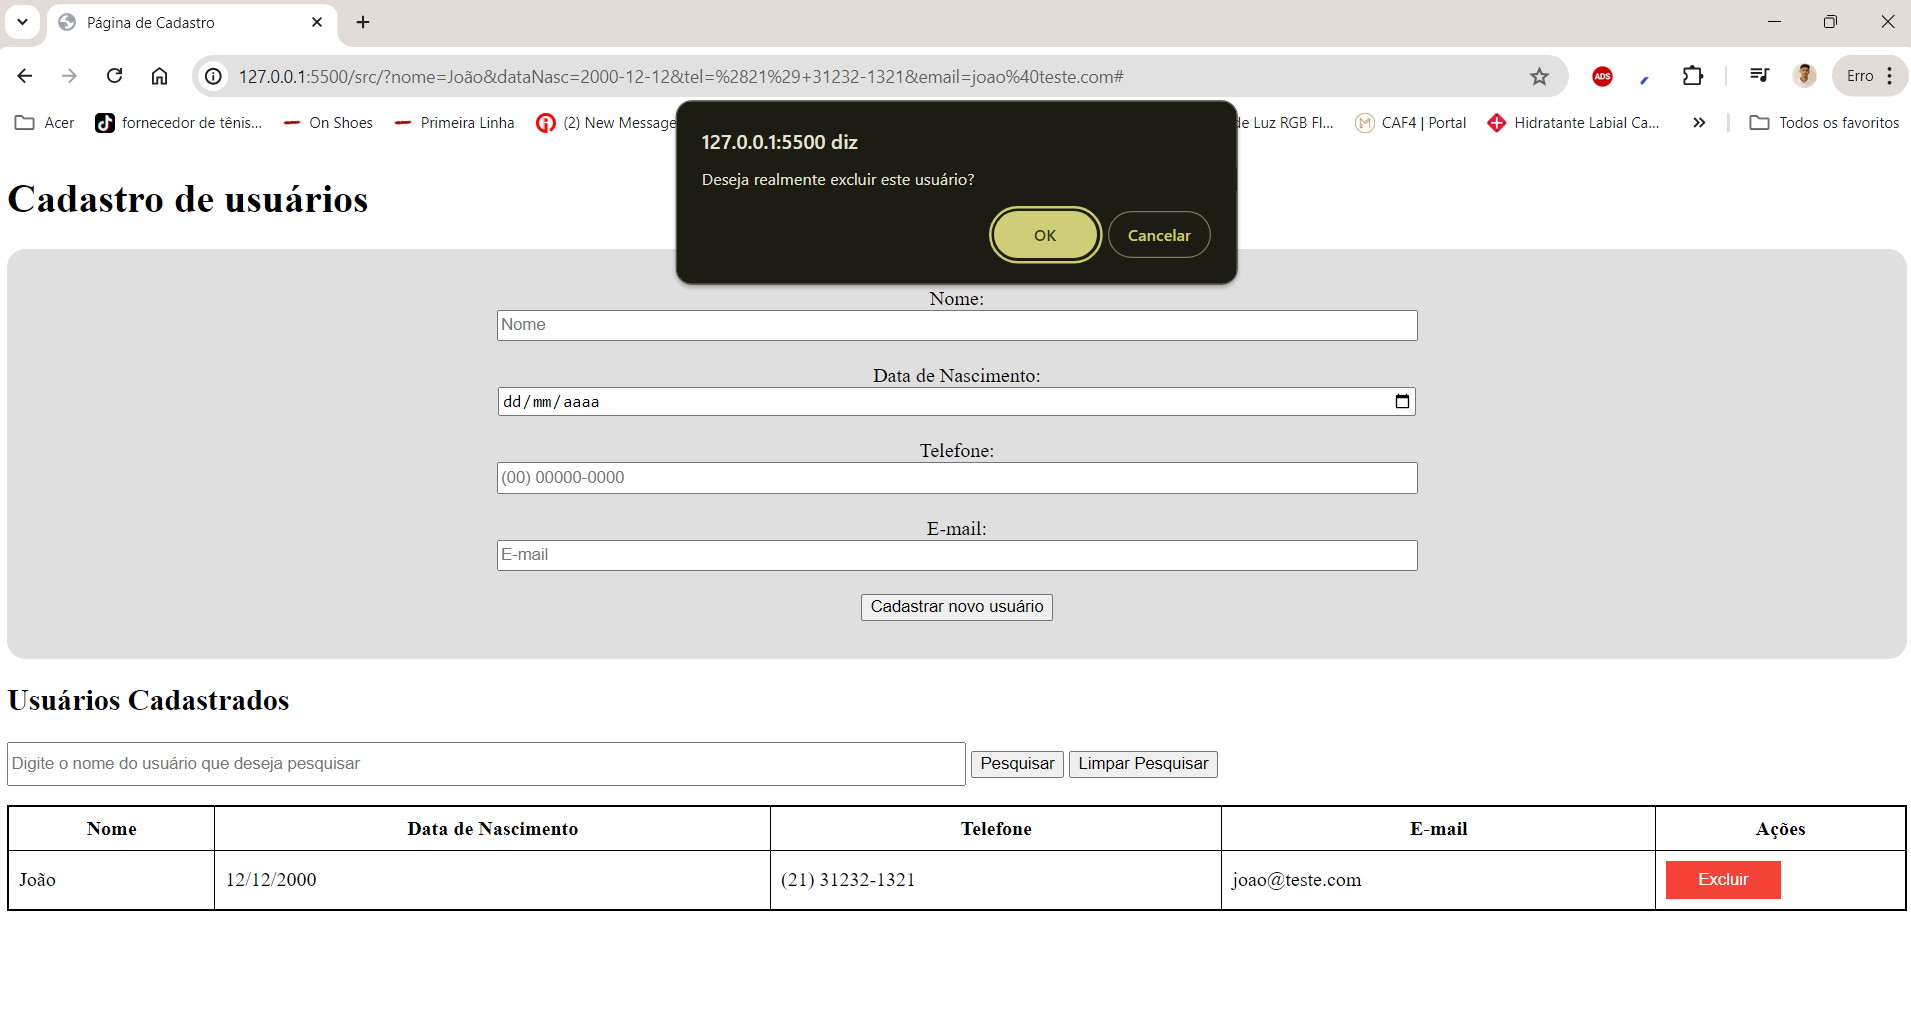 Página de Cadastro
127.0.0.1:5500/src/?nome=João&dataNasc=2000-12-12&tel=%2821%29+31232-1321&email=joao%40teste.com#
ADS
Erro
Acer
fornecedor de tênis...
On Shoes
Primeira Linha
(2) New Message
de Luz RGB Fl...
CAF4 | Portal
Hidratante Labial Ca...
Todos os favoritos
127.0.0.1:5500 diz
Deseja realmente excluir este usuário?
OK Cancelar
Cadastro de usuários
Nome:
Nome
Data de Nascimento:
dd/mm/aaaa
Telefone:
(00) 00000-0000
E-mail:
E-mail
Cadastrar novo usuário
Usuários Cadastrados
Digite o nome do usuário que deseja pesquisar Pesquisar Limpar Pesquisar
Nome Data de Nascimento Telefone E-mail Ações
João 12/12/2000 (21) 31232-1321 joao@teste.com Excluir